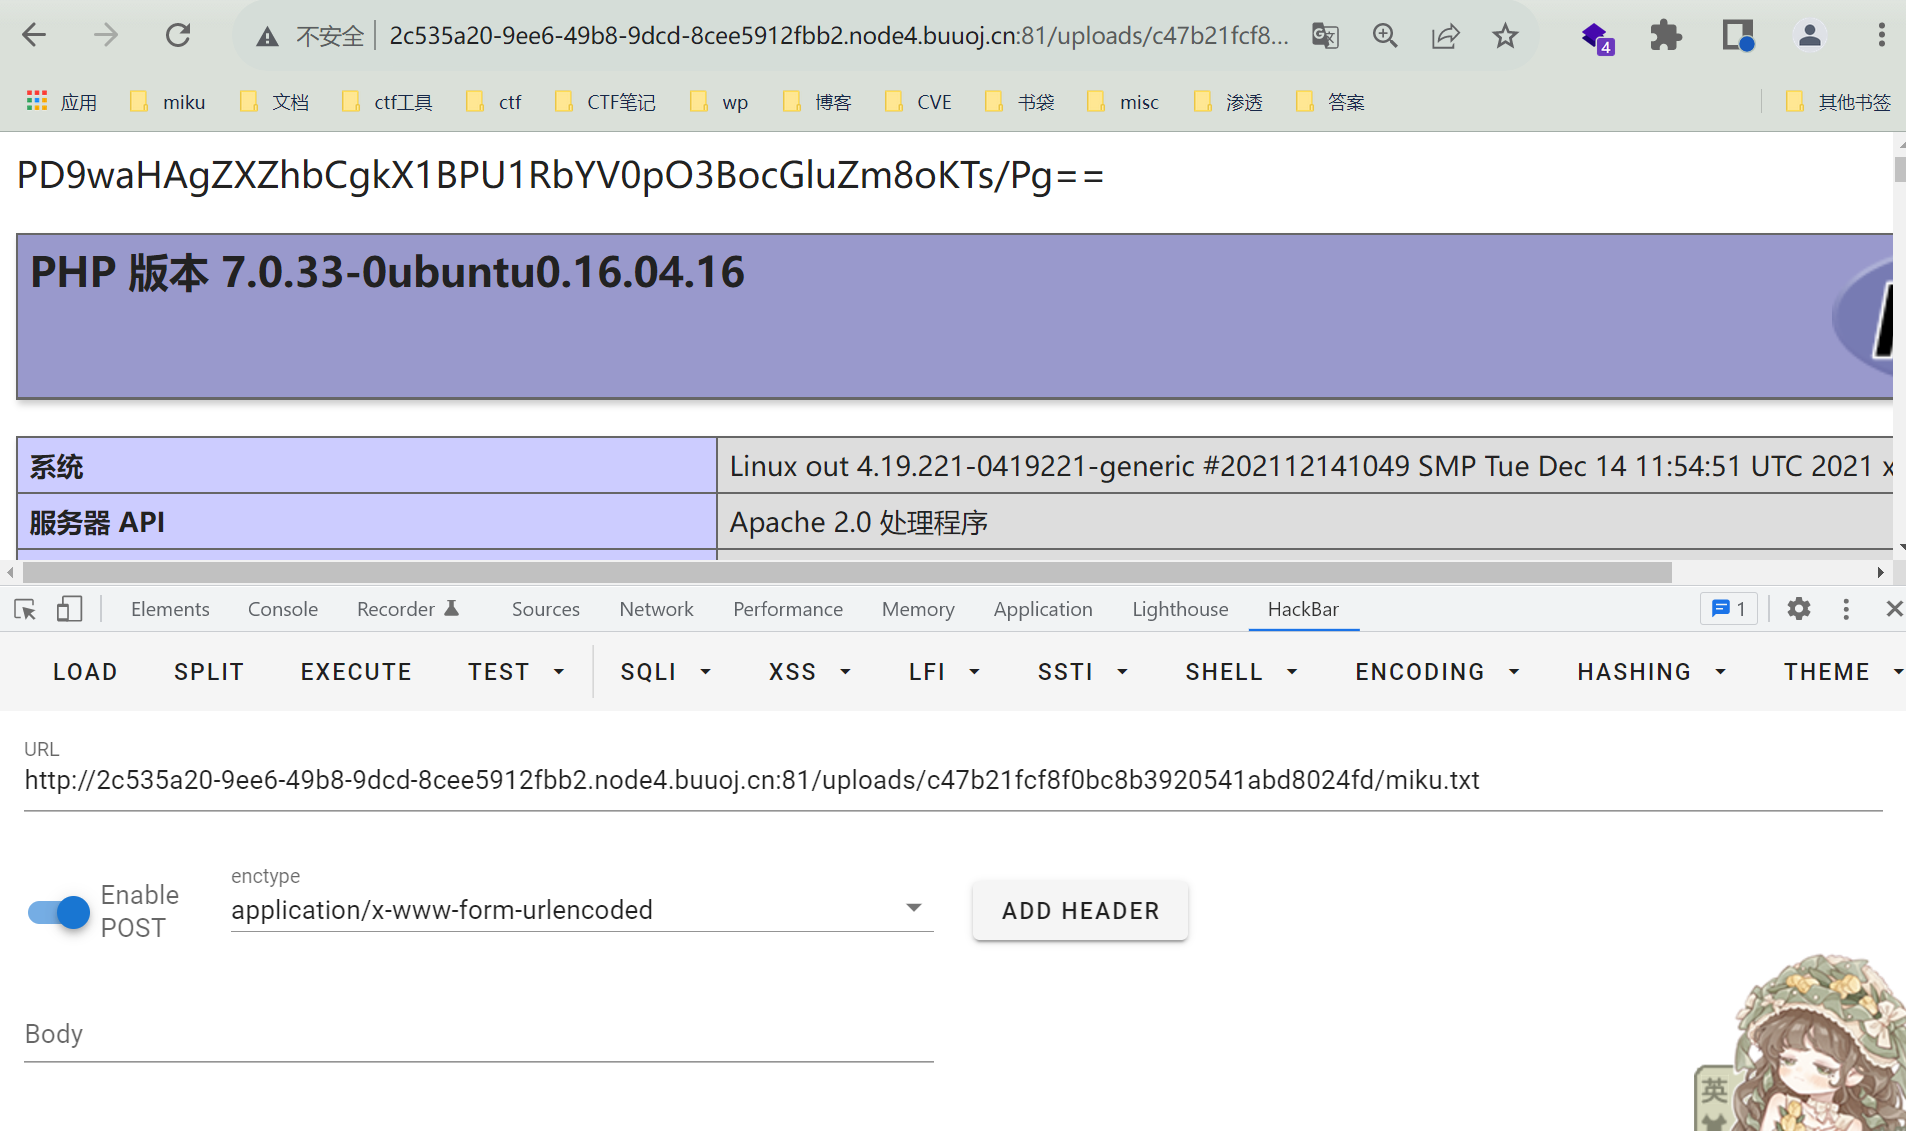 不安全 2c535a20-9ee6-49b8-9dcd-8cee5912fbb2.node4.buuoj.cn:81/uploads/c47b21fcf8... 4
应用 miku 文档 ctf工具 ctf CTF笔记 wp 博客 CVE 书袋 misc 渗透 答案 其他书签
PD9waHAgZXZhbCgkX1BPU1RbYV0pO3BocGluZm8oKTs/Pg==
PHP 版本 7.0.33-0ubuntu0.16.04.16
系统 Linux out 4.19.221-0419221-generic #202112141049 SMP Tue Dec 14 11:54:51 UTC 2021 x
服务器 API Apache 2.0 处理程序
Elements Console Recorder Sources Network Performance Memory Application Lighthouse HackBar 1
LOAD SPLIT EXECUTE TEST SQLI XSS LFI SSTI SHELL ENCODING HASHING THEME
URL
http://2c535a20-9ee6-49b8-9dcd-8cee5912fbb2.node4.buuoj.cn:81/uploads/c47b21fcf8f0bc8b3920541abd8024fd/miku.txt
Enable
POST
enctype
application/x-www-form-urlencoded
ADD HEADER
Body
英